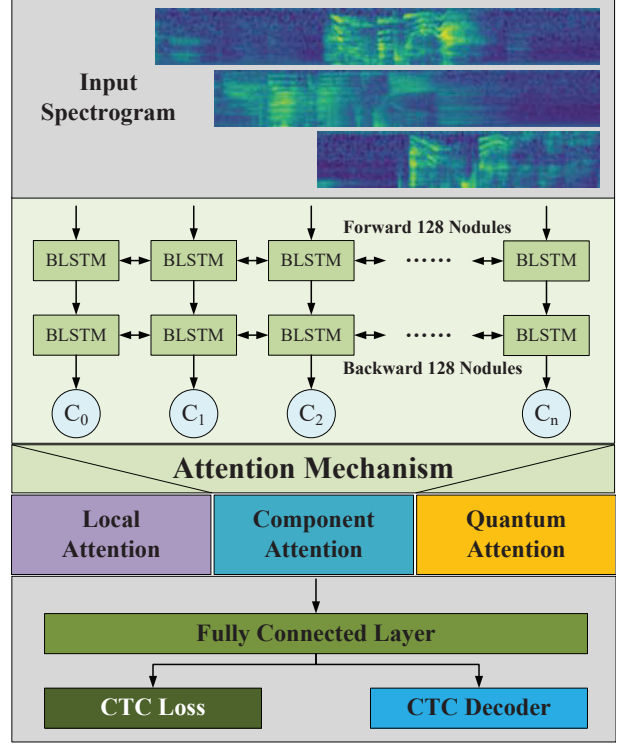 Input
Spectrogram
Forward 128 Nodules
BLSTM BLSTM BLSTM ⋯⋯ BLSTM
BLSTM BLSTM BLSTM ⋯⋯ BLSTM
Backward 128 Nodules
C0 C1 C2 Cn
Attention Mechanism
Local
Attention
Component
Attention
Quantum
Attention
Fully Connected Layer
CTC Loss
CTC Decoder